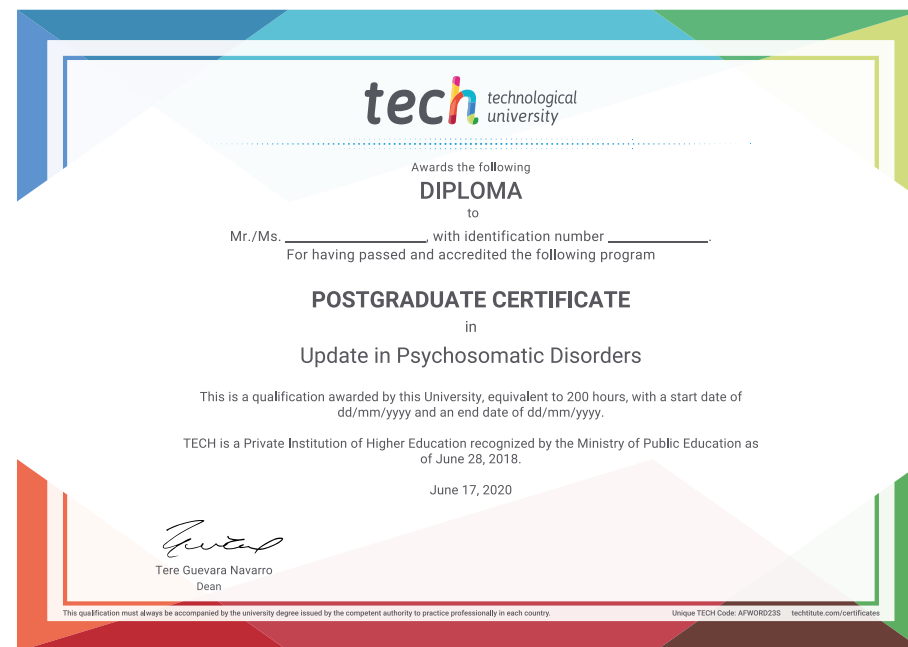 tech technological
university
Awards the following
DIPLOMA
to
Mr./Ms. ____________________, with identification number ______________.
For having passed and accredited the following program
POSTGRADUATE CERTIFICATE
in
Update in Psychosomatic Disorders
This is a qualification awarded by this University, equivalent to 200 hours, with a start date of
dd/mm/yyyy and an end date of dd/mm/yyyy.
TECH is a Private Institution of Higher Education recognized by the Ministry of Public Education as
of June 28, 2018.
June 17, 2020
Tere Guevara Navarro
Dean
This qualification must always be accompanied by the university degree issued by the competent authority to practice professionally in each country. Unique TECH Code: AFWORD23S techtitute.com/certificates